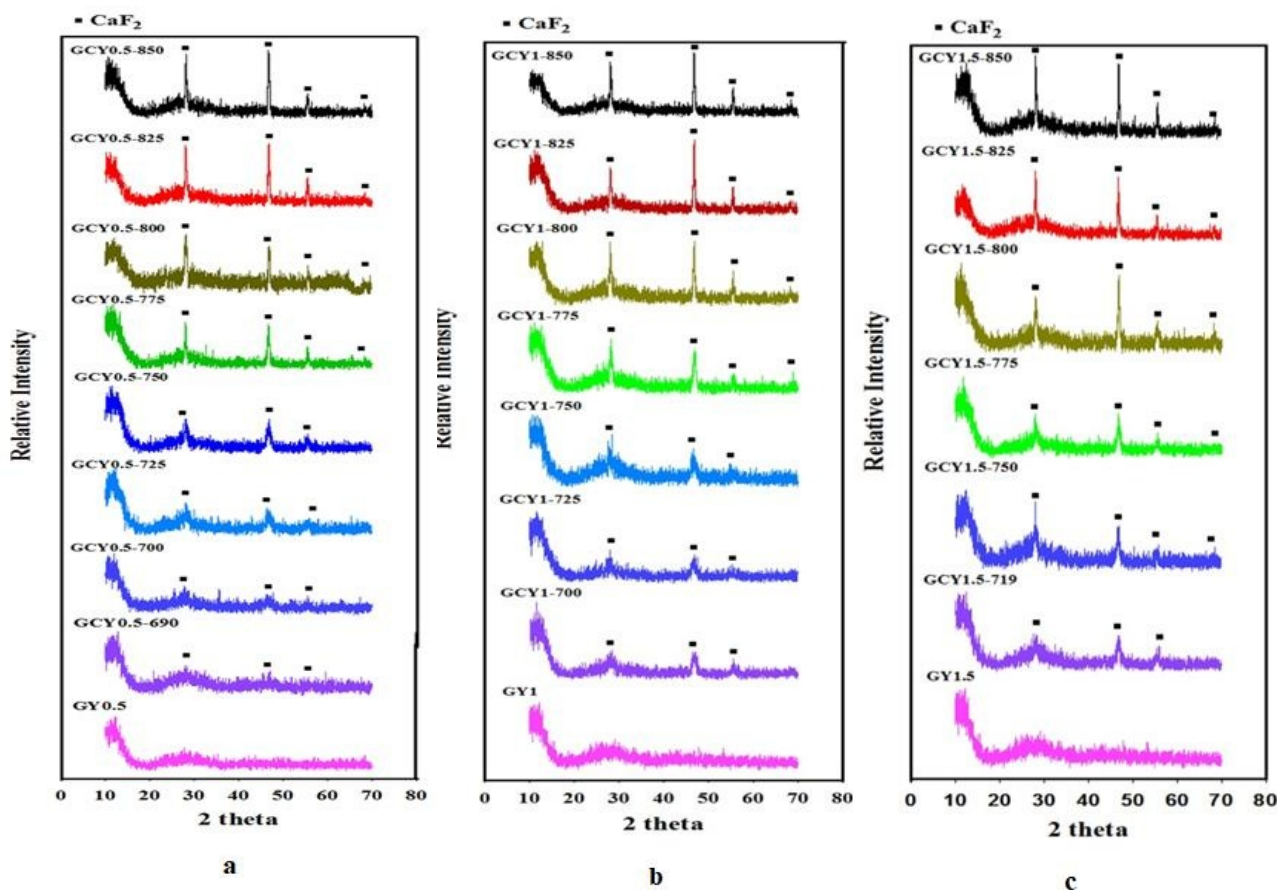 ▪ CaF2
GCY0.5-850
GCY0.5-825
GCY0.5-800
GCY0.5-775
GCY0.5-750
GCY0.5-725
GCY0.5-700
GCY0.5-690
GY0.5
Relative Intensity
0 10 20 30 40 50 60 70 80
2 theta
a
▪ CaF2
GCY1-850
GCY1-825
GCY1-800
GCY1-775
GCY1-750
GCY1-725
GCY1-700
GY1
Relative Intensity
0 10 20 30 40 50 60 70 80
2 theta
b
▪ CaF2
GCY1.5-850
GCY1.5-825
GCY1.5-800
GCY1.5-775
GCY1.5-750
GCY1.5-719
GY1.5
Relative Intensity
0 10 20 30 40 50 60 70 80
2 theta
c